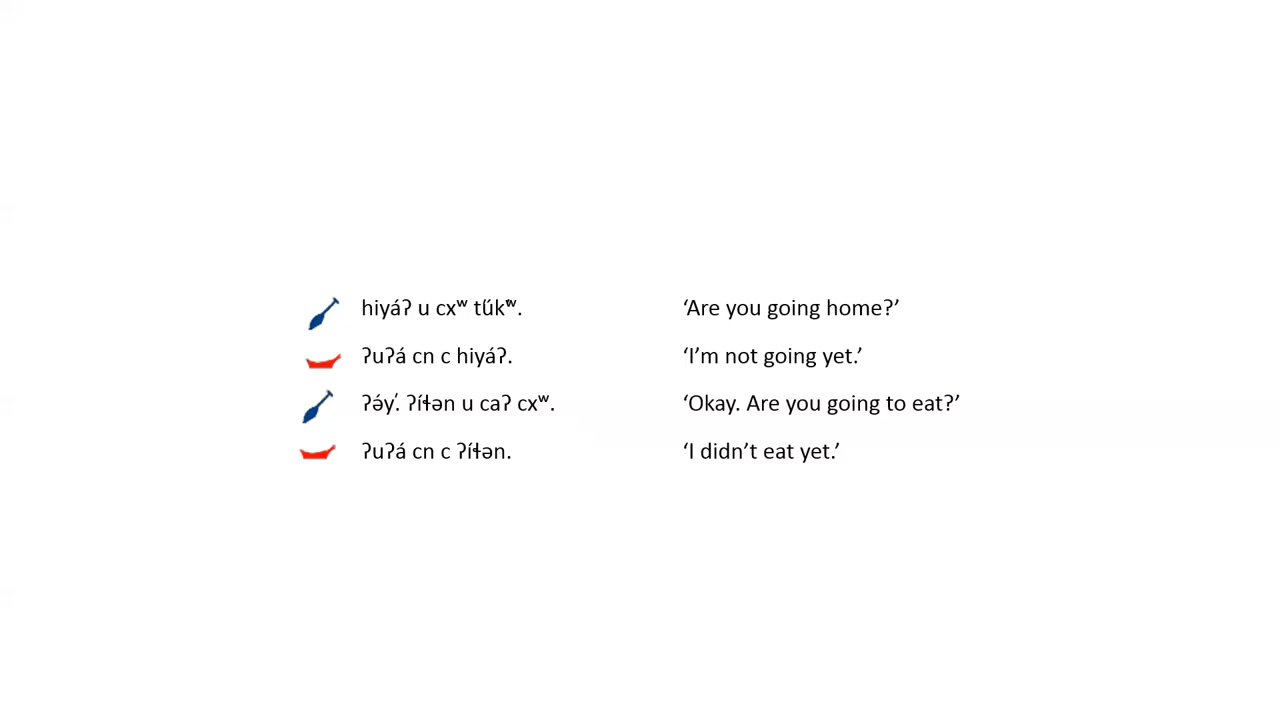 hiyáʔ u cxʷ túk̓ʷ. ‘Are you going home?’
ʔuʔá cn c hiyáʔ. ‘I’m not going yet.’
ʔə́y̓. ʔíɬən u caʔ cxʷ. ‘Okay. Are you going to eat?’
ʔuʔá cn c ʔíɬən. ‘I didn’t eat yet.’